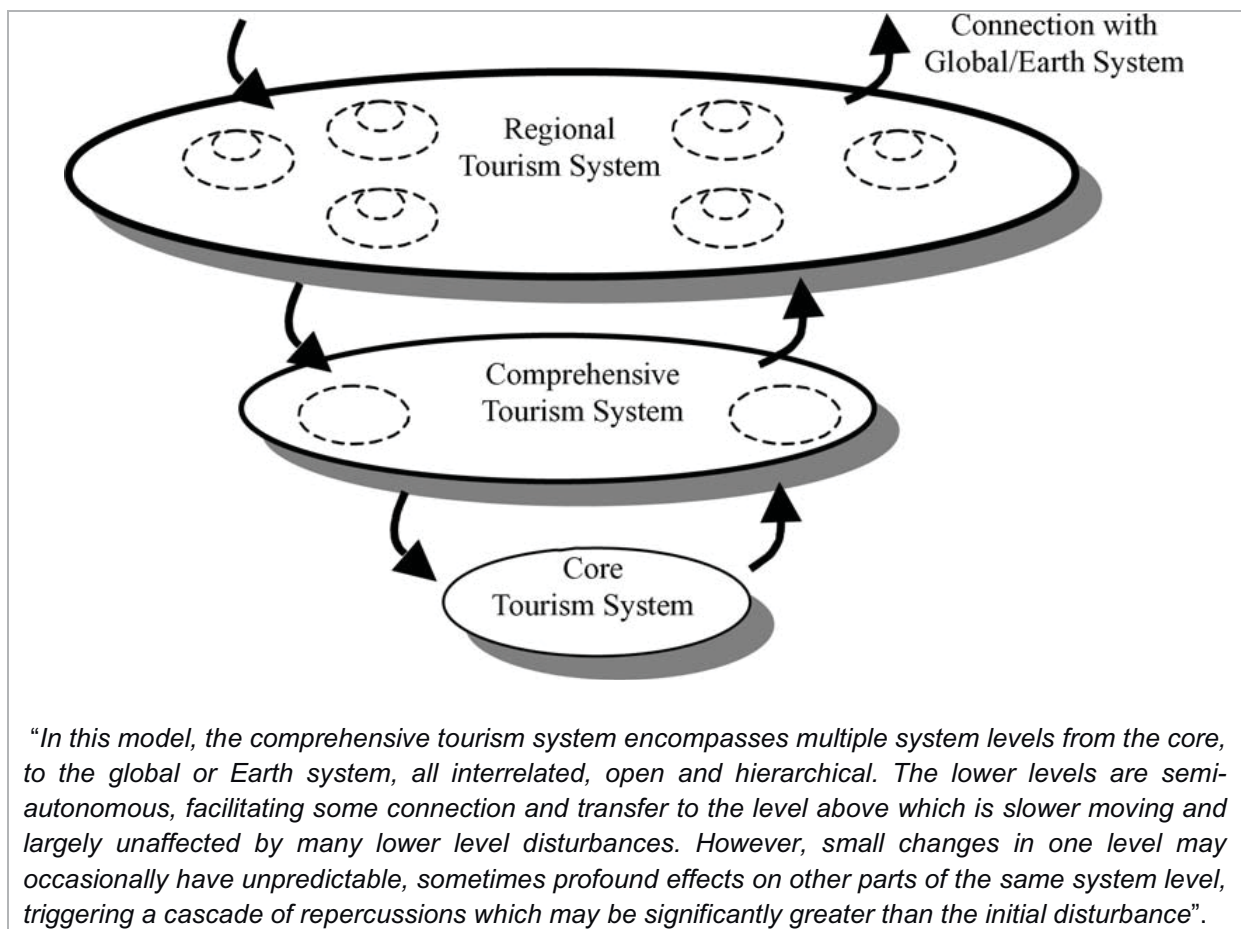 Connection with
Global/Earth System
Regional
Tourism System
Comprehensive
Tourism System
Core
Tourism System
“In this model, the comprehensive tourism system encompasses multiple system levels from the core,
to the global or Earth system, all interrelated, open and hierarchical. The lower levels are semi-
autonomous, facilitating some connection and transfer to the level above which is slower moving and
largely unaffected by many lower level disturbances. However, small changes in one level may
occasionally have unpredictable, sometimes profound effects on other parts of the same system level,
triggering a cascade of repercussions which may be significantly greater than the initial disturbance”.